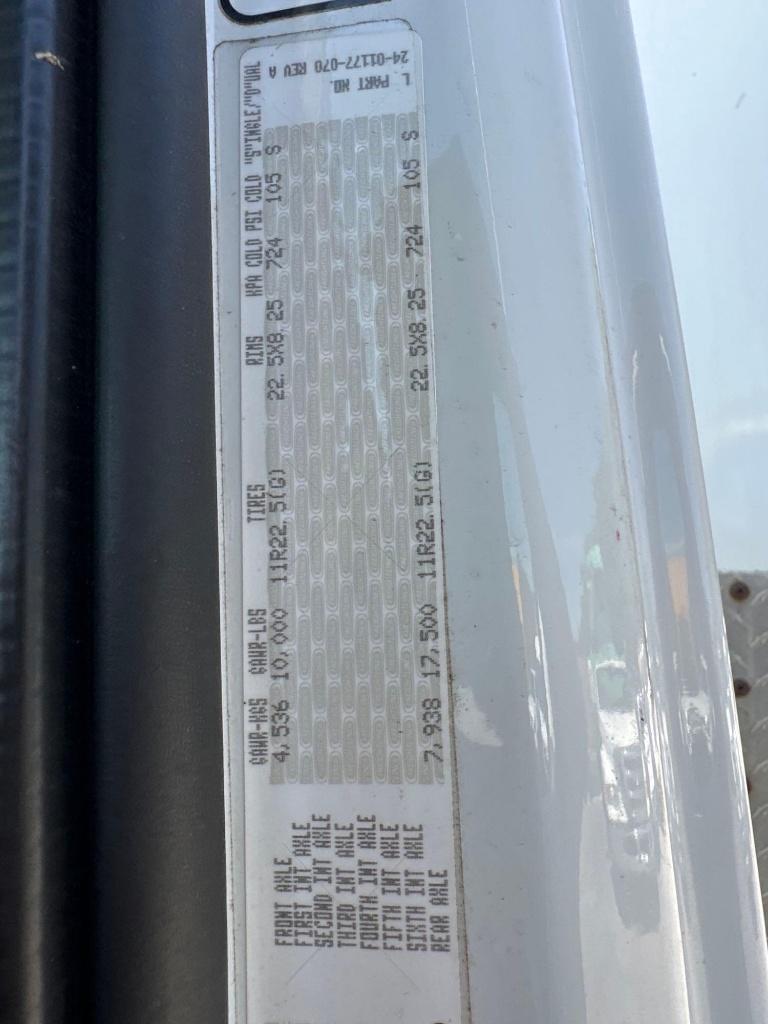 GAWR-KGS GAWR-LBS TIRES RIMS KPA COLD PSI COLD "S"INGLE/"D"UAL
FRONT AXLE 4,536 10,000 11R22.5(G) 22.5X8.25 724 105 S
FIRST INT AXLE
SECOND INT AXLE
THIRD INT AXLE
FOURTH INT AXLE
FIFTH INT AXLE
SIXTH INT AXLE
REAR AXLE 7,938 17,500 11R22.5(G) 22.5X8.25 724 105 S
L PART NO.
24-01177-070 REV A